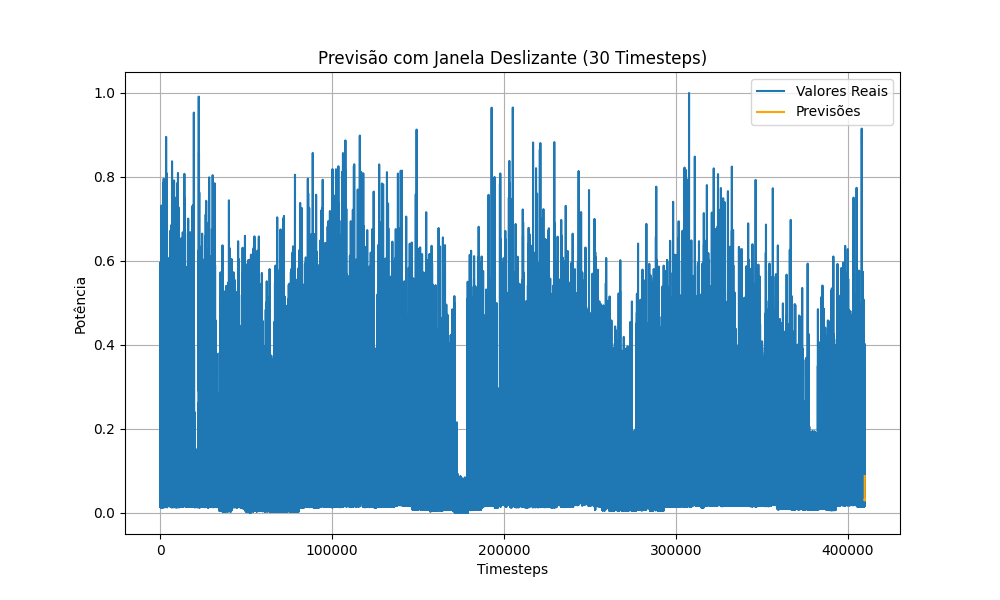 Previsão com Janela Deslizante (30 Timesteps)
Valores Reais
Previsões
Potência
1.0
0.8
0.6
0.4
0.2
0.0
0
100000
200000
300000
400000
Timesteps